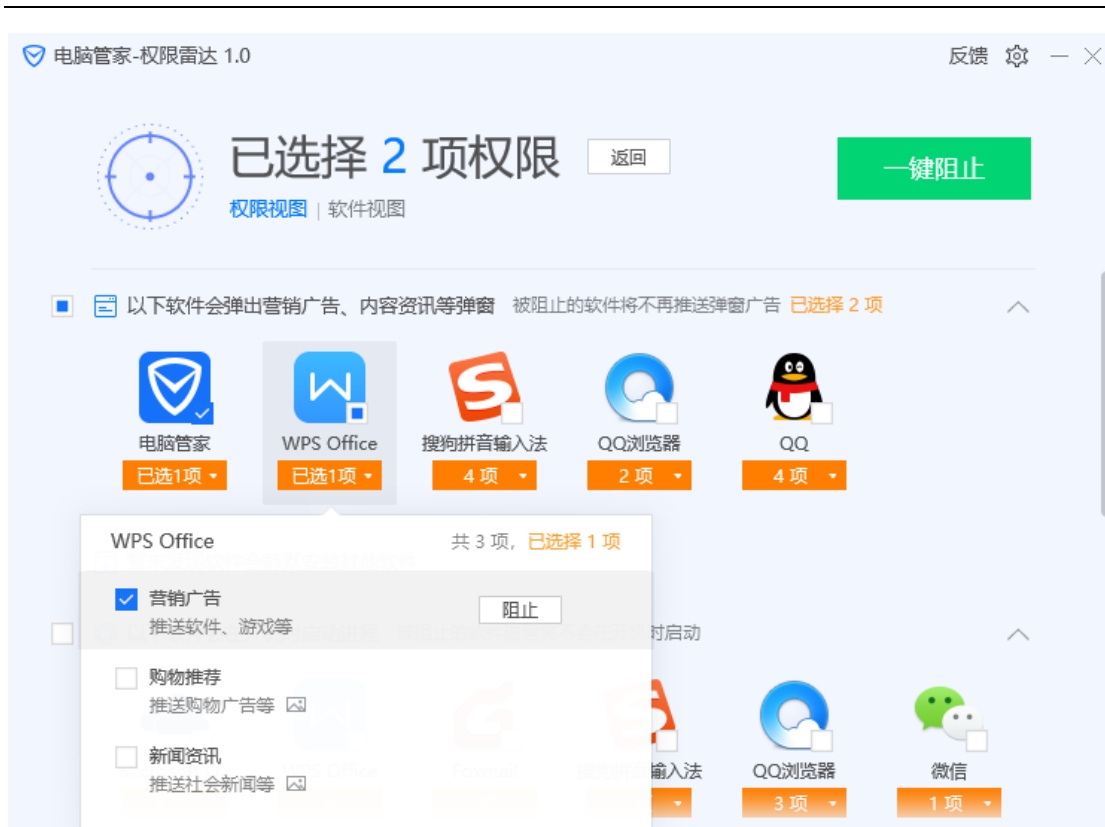 电脑管家-权限雷达 1.0 反馈
已选择 2 项权限 返回 一键阻止
权限视图 | 软件视图
以下软件会弹出营销广告、内容资讯等弹窗 被阻止的软件将不再推送弹窗广告 已选择 2 项
电脑管家 WPS Office 搜狗拼音输入法 QQ浏览器 QQ
已选1项 已选1项 4 项 2 项 4 项
WPS Office 共 3 项，已选择 1 项
营销广告 阻止
推送软件、游戏等
时启动
购物推荐
推送购物广告等
新闻资讯
推送社会新闻等
WPS Office Foxmail 输入法 QQ浏览器 微信
3 项 1 项